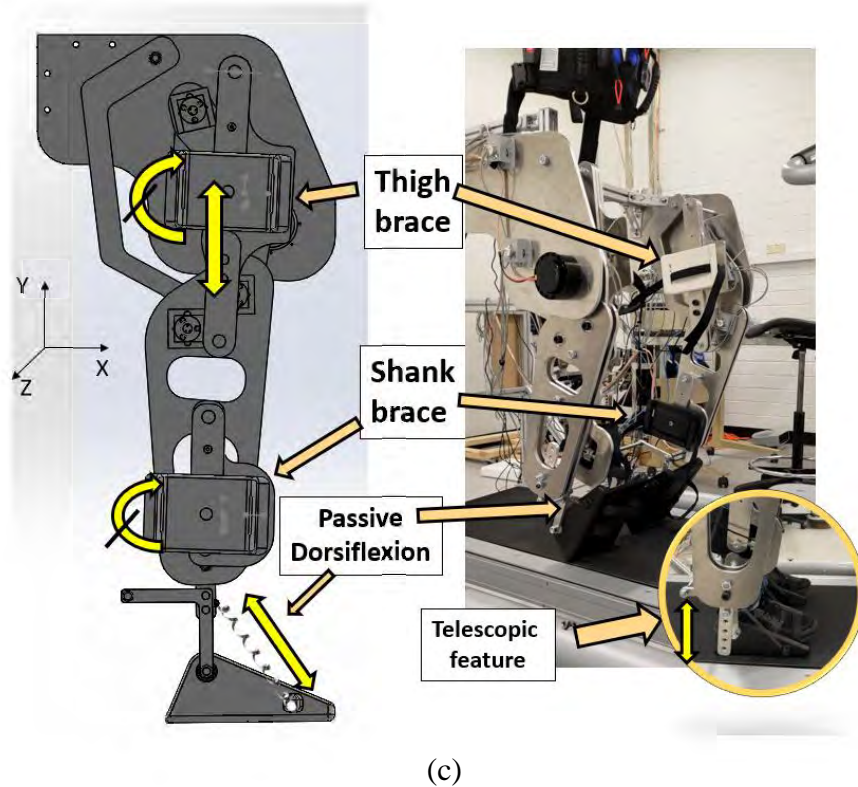 Thigh
brace
Y
X
Z
Shank
brace
Passive
Dorsiflexion
Telescopic
feature
(c)